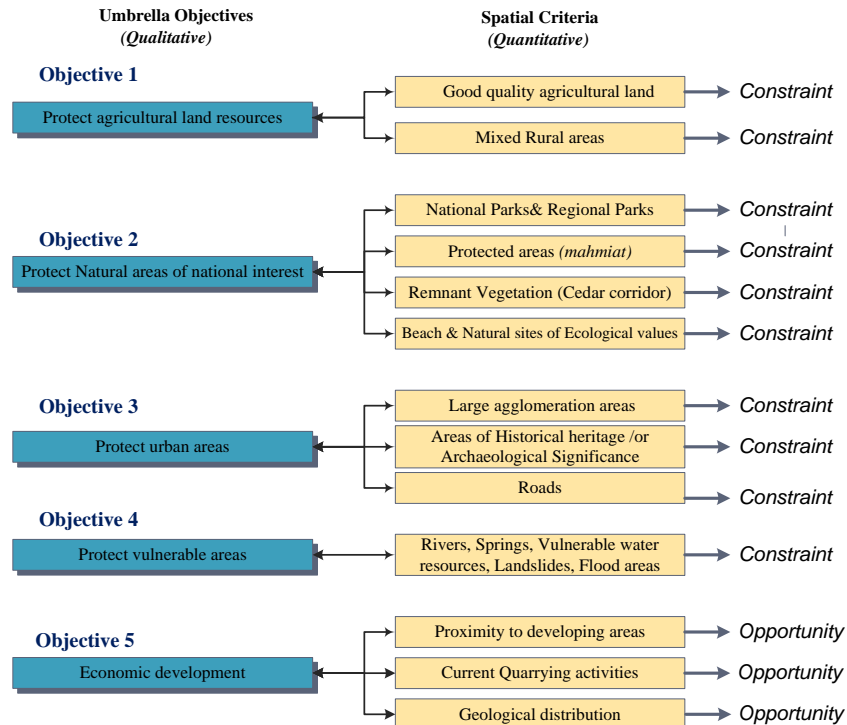 Umbrella Objectives
(Qualitative)
Spatial Criteria
(Quantitative)
Objective 1
Protect agricultural land resources
Good quality agricultural land
Constraint
Mixed Rural areas
Constraint
Objective 2
Protect Natural areas of national interest
National Parks& Regional Parks
Constraint
Protected areas (mahmiat)
Constraint
Remnant Vegetation (Cedar corridor)
Constraint
Beach & Natural sites of Ecological values
Constraint
Objective 3
Protect urban areas
Large agglomeration areas
Constraint
Areas of Historical heritage /or
Archaeological Significance
Constraint
Roads
Constraint
Objective 4
Protect vulnerable areas
Rivers, Springs, Vulnerable water
resources, Landslides, Flood areas
Constraint
Objective 5
Economic development
Proximity to developing areas
Opportunity
Current Quarrying activities
Opportunity
Geological distribution
Opportunity